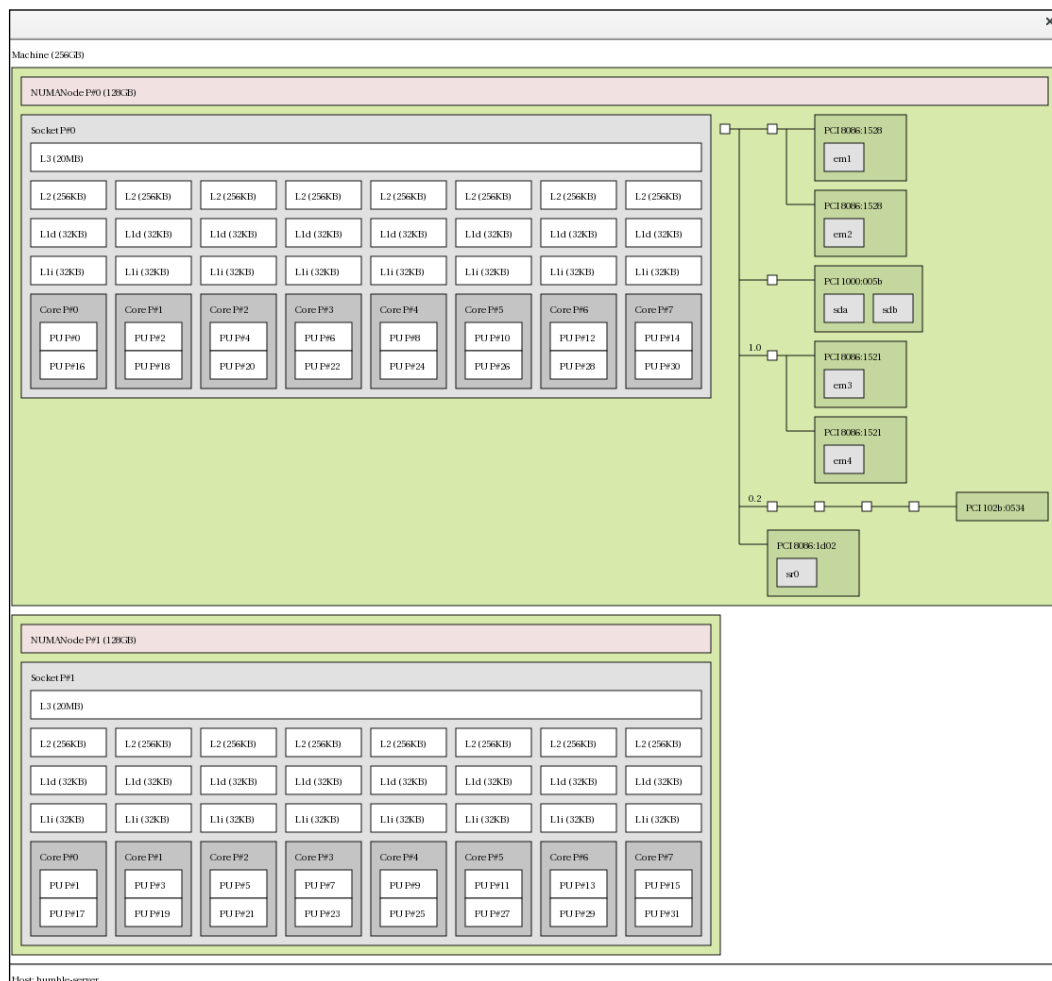 ×
Machine (256GB)
NUMANode P#0 (128GB)
Socket P#0
L3 (20MB)
L2 (256KB) L2 (256KB) L2 (256KB) L2 (256KB) L2 (256KB) L2 (256KB) L2 (256KB) L2 (256KB)
L1d (32KB) L1d (32KB) L1d (32KB) L1d (32KB) L1d (32KB) L1d (32KB) L1d (32KB) L1d (32KB)
L1i (32KB) L1i (32KB) L1i (32KB) L1i (32KB) L1i (32KB) L1i (32KB) L1i (32KB) L1i (32KB)
Core P#0 Core P#1 Core P#2 Core P#3 Core P#4 Core P#5 Core P#6 Core P#7
PU P#0 PU P#2 PU P#4 PU P#6 PU P#8 PU P#10 PU P#12 PU P#14
PU P#16 PU P#18 PU P#20 PU P#22 PU P#24 PU P#26 PU P#28 PU P#30
PCI 8086:1528
em1
PCI 8086:1528
em2
PCI 1000:005b
sda sdb
1.0
PCI 8086:1521
em3
PCI 8086:1521
em4
0.2
PCI 102b:0534
PCI 8086:1d02
sr0
NUMANode P#1 (128GB)
Socket P#1
L3 (20MB)
L2 (256KB) L2 (256KB) L2 (256KB) L2 (256KB) L2 (256KB) L2 (256KB) L2 (256KB) L2 (256KB)
L1d (32KB) L1d (32KB) L1d (32KB) L1d (32KB) L1d (32KB) L1d (32KB) L1d (32KB) L1d (32KB)
L1i (32KB) L1i (32KB) L1i (32KB) L1i (32KB) L1i (32KB) L1i (32KB) L1i (32KB) L1i (32KB)
Core P#0 Core P#1 Core P#2 Core P#3 Core P#4 Core P#5 Core P#6 Core P#7
PU P#1 PU P#3 PU P#5 PU P#7 PU P#9 PU P#11 PU P#13 PU P#15
PU P#17 PU P#19 PU P#21 PU P#23 PU P#25 PU P#27 PU P#29 PU P#31
Host: humble-server